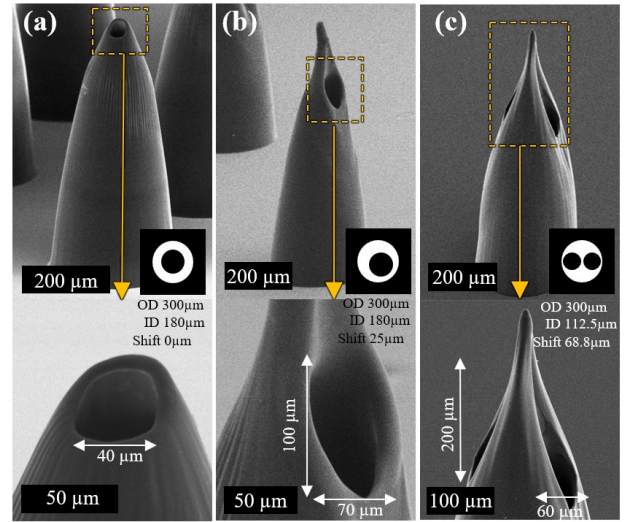 (a)
200 µm
OD 300µm
ID 180µm
Shift 0µm
40 µm
50 µm
(b)
200 µm
OD 300µm
ID 180µm
Shift 25µm
100 µm
70 µm
50 µm
(c)
200 µm
OD 300µm
ID 112.5µm
Shift 68.8µm
200 µm
60 µm
100 µm